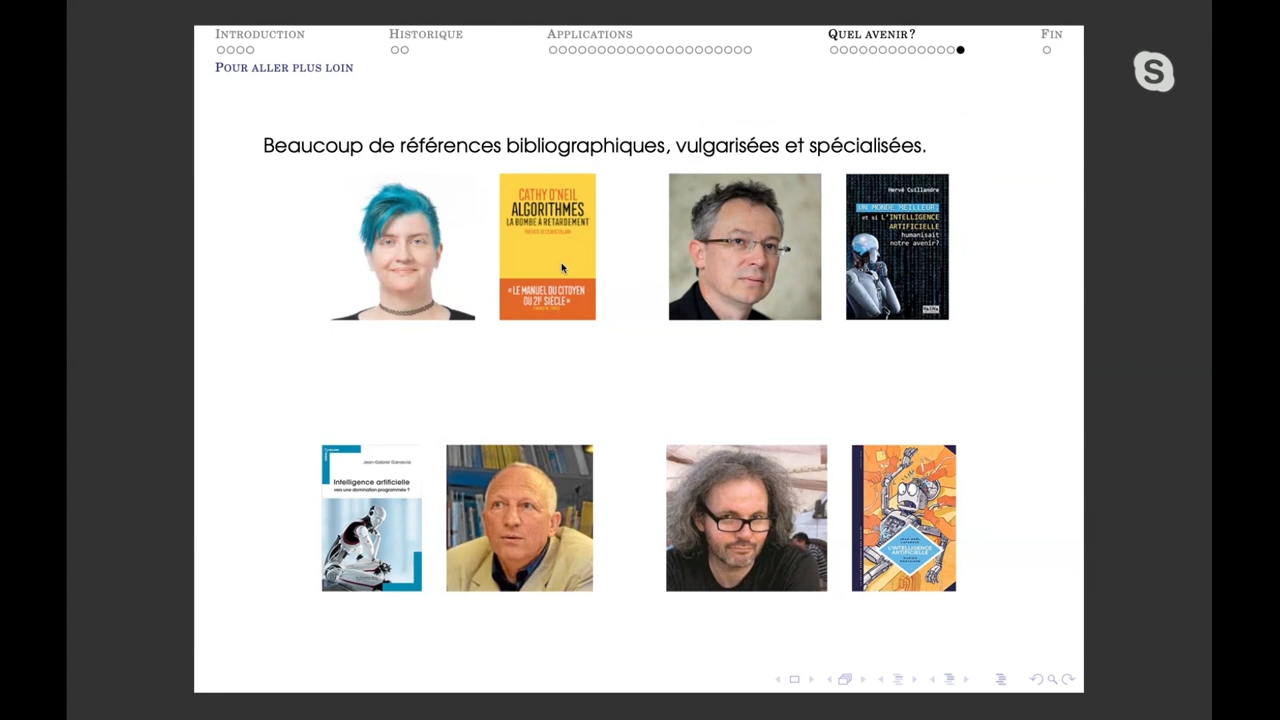 INTRODUCTION
HISTORIQUE
APPLICATIONS
QUEL AVENIR?
FIN
POUR ALLER PLUS LOIN
Beaucoup de références bibliographiques, vulgarisées et spécialisées.
CATHY O'NEIL
ALGORITHMES
LA BOMBE À RETARDEMENT
« LE MANUEL DU CITOYEN
DU 21E SIÈCLE »
Hervé Cuillandre
UN MONDE MEILLEUR:
et si L'INTELLIGENCE
ARTIFICIELLE
humanisait
notre avenir?
Jean-Gabriel Ganascia
Intelligence artificielle
vers une domination programmée ?
L'INTELLIGENCE
ARTIFICIELLE
S